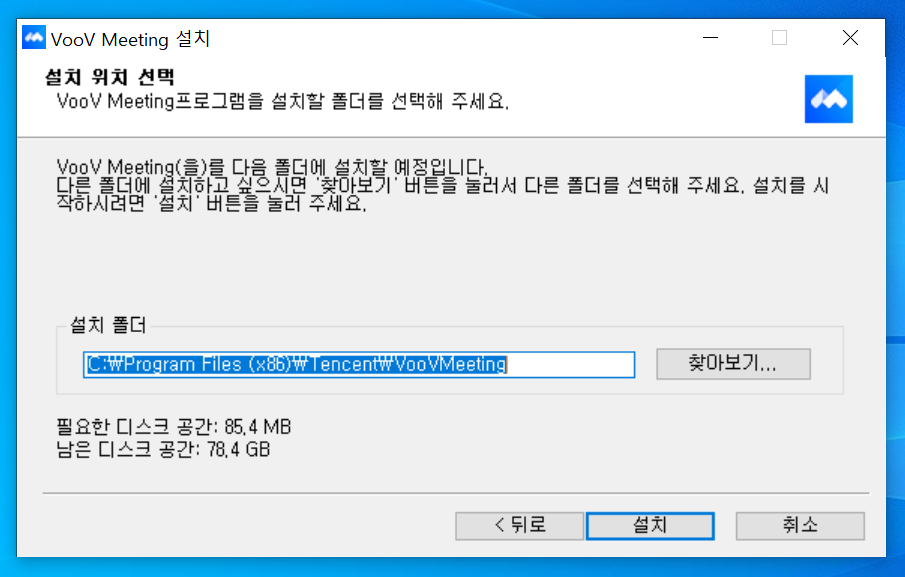 VooV Meeting 설치
설치 위치 선택
VooV Meeting프로그램을 설치할 폴더를 선택해 주세요.
VooV Meeting(을)를 다음 폴더에 설치할 예정입니다.
다른 폴더에 설치하고 싶으시면 '찾아보기' 버튼을 눌러서 다른 폴더를 선택해 주세요. 설치를 시
작하시려면 '설치' 버튼을 눌러 주세요.
설치 폴더
C:₩Program Files (x86)₩Tencent₩VooVMeeting
찾아보기...
필요한 디스크 공간: 85.4 MB
남은 디스크 공간: 78.4 GB
< 뒤로
설치
취소